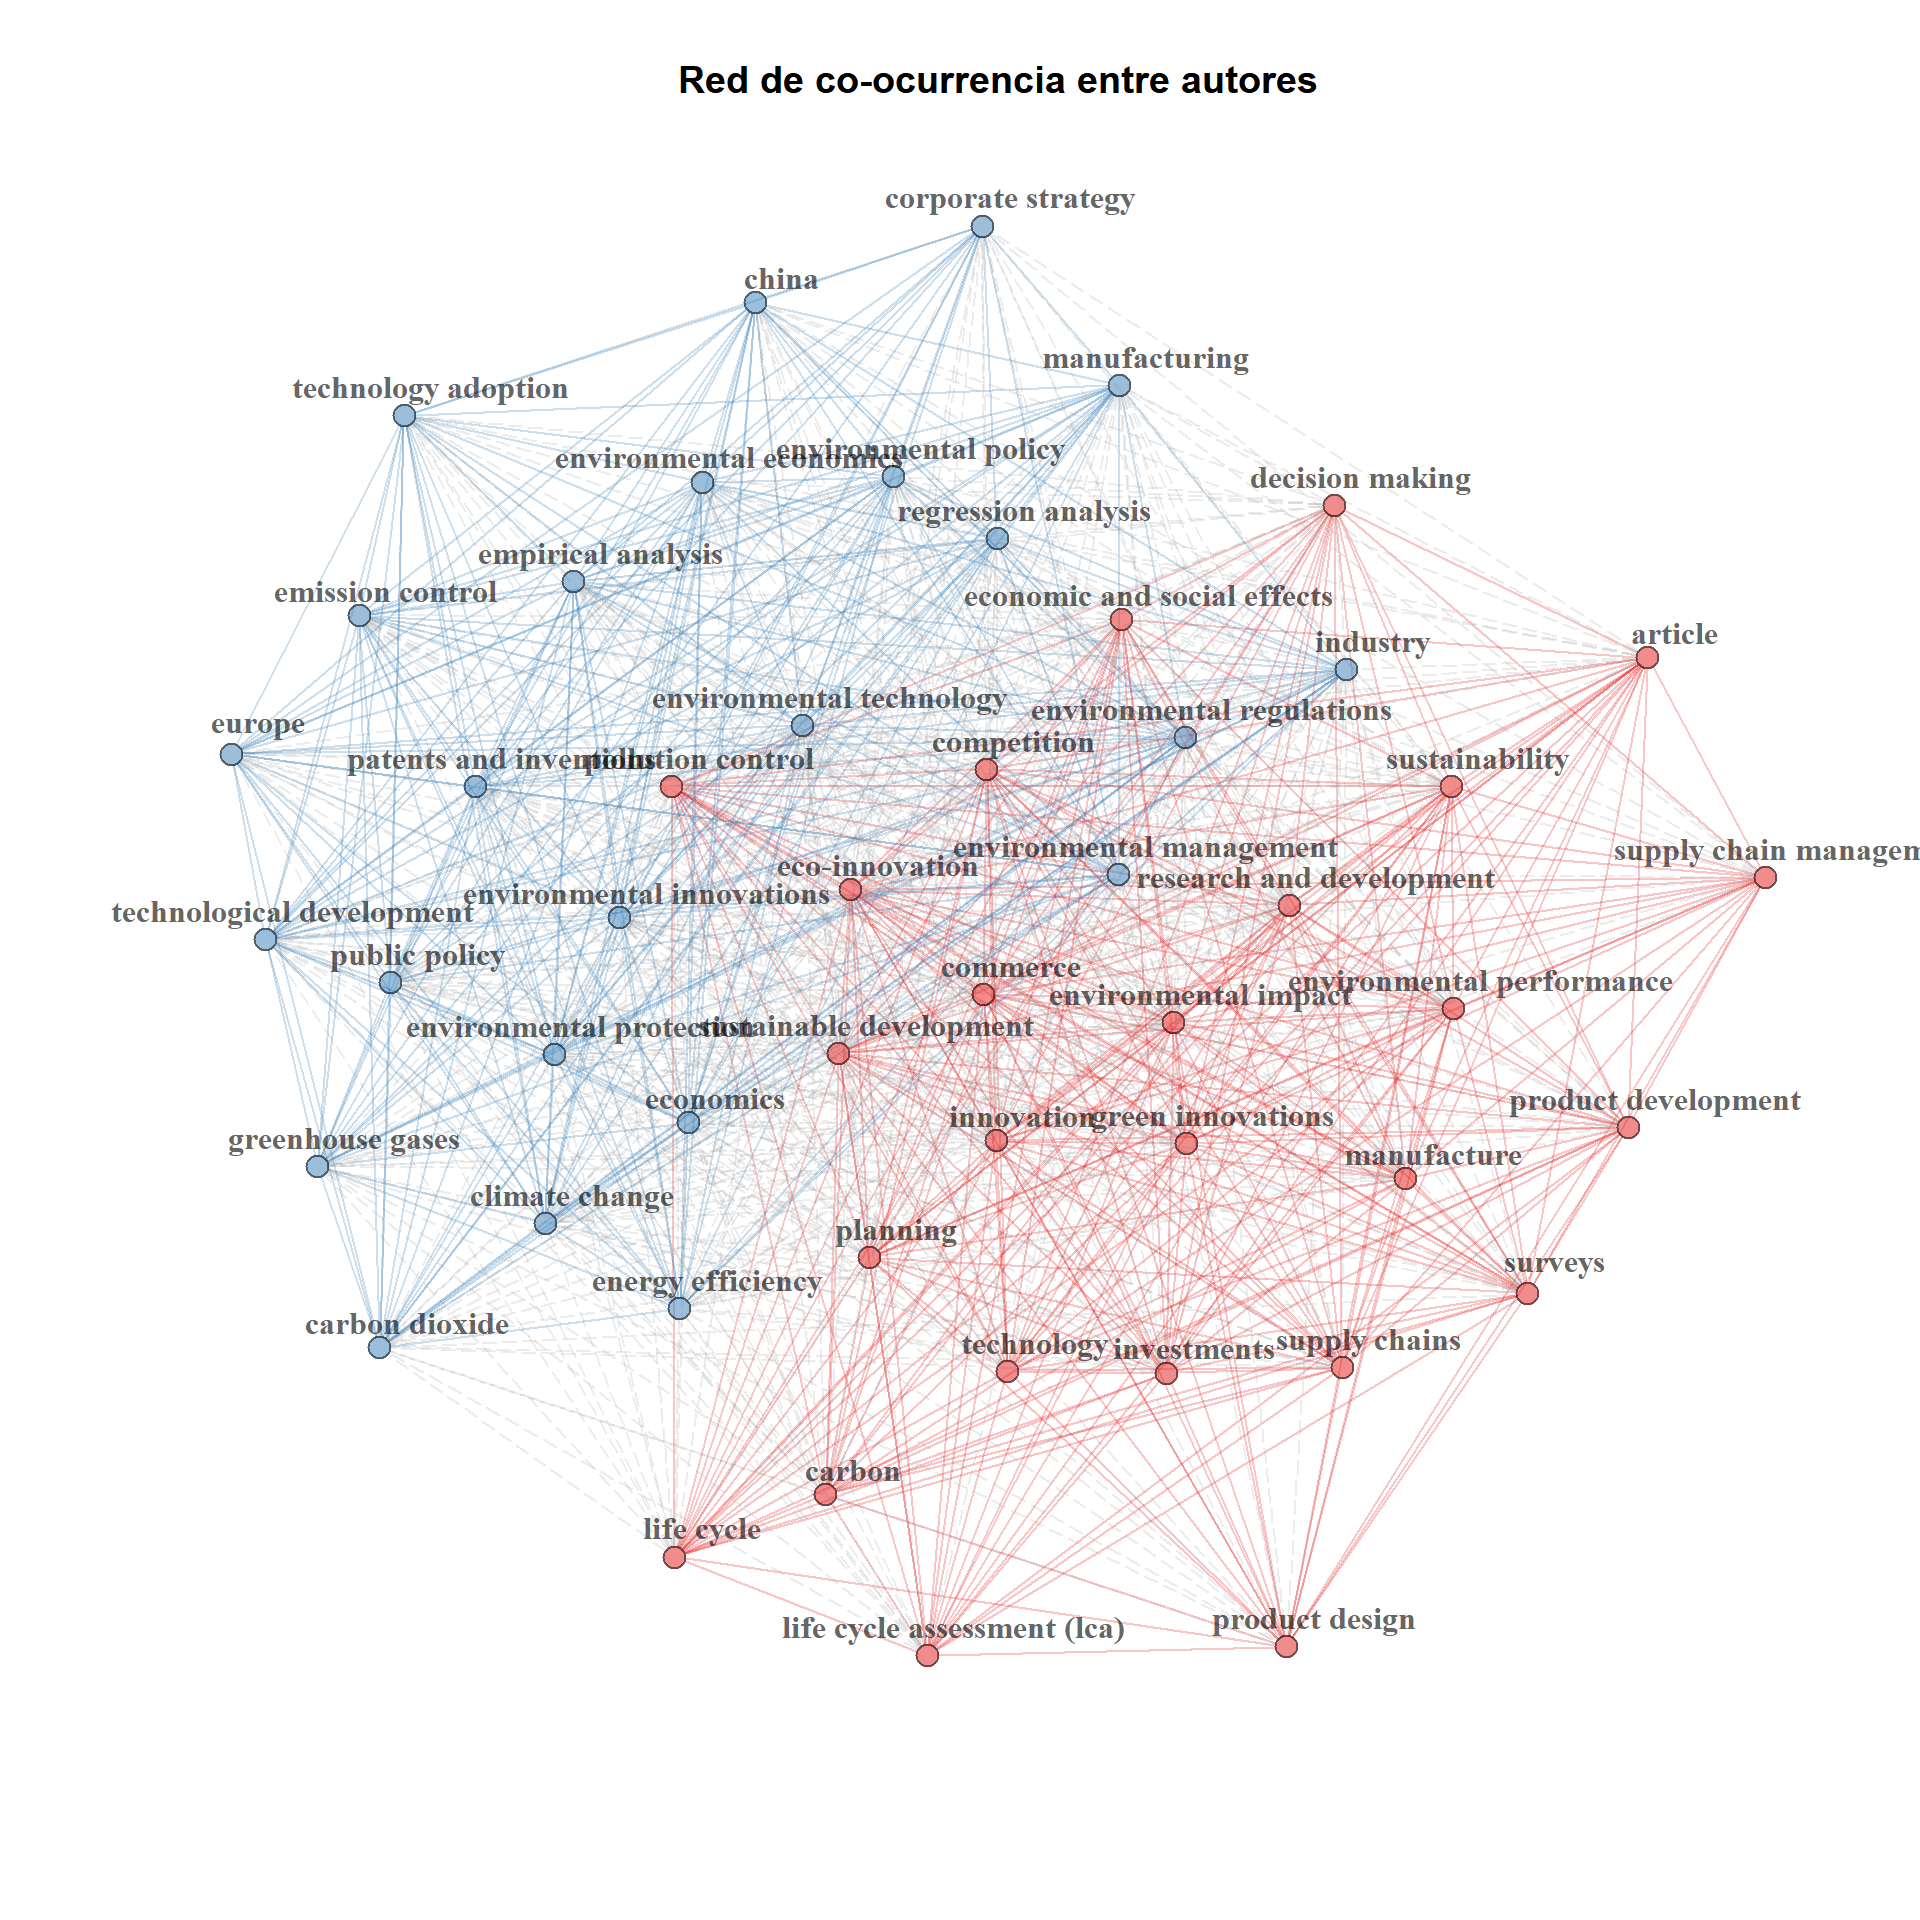 Red de co-ocurrencia entre autores
corporate strategy
china
manufacturing
technology adoption
environmental policy
environmental economics
decision making
regression analysis
empirical analysis
emission control
economic and social effects
article
industry
environmental technology
environmental regulations
europe
competition
patents and inventions
pollution control
sustainability
environmental management
supply chain managem
eco-innovation
research and development
environmental innovations
technological development
public policy
commerce
environmental performance
environmental impact
environmental protection
sustainable development
economics
product development
innovation
green innovations
greenhouse gases
manufacture
climate change
planning
surveys
energy efficiency
carbon dioxide
supply chains
technology
investments
carbon
life cycle
product design
life cycle assessment (lca)